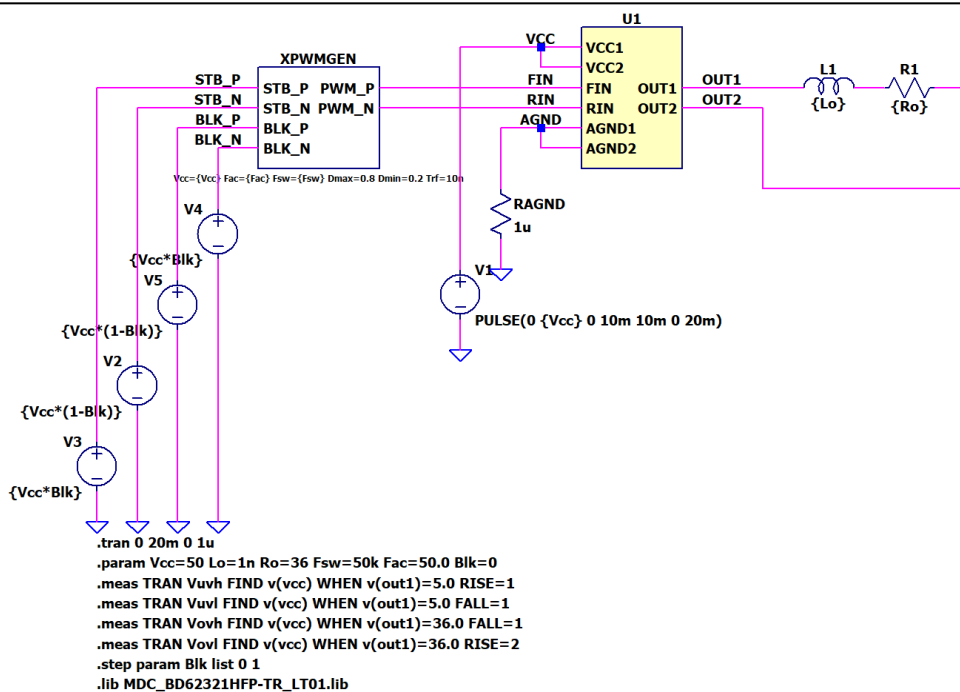 U1
VCC
VCC1
VCC2
XPWMGEN
STB_P
STB_P PWM_P
FIN
FIN OUT1
OUT1
L1
R1
STB_N
STB_N PWM_N
RIN
RIN OUT2
OUT2
{Lo}
{Ro}
BLK_P
BLK_P
AGND
AGND1
BLK_N
BLK_N
AGND2
Vcc={Vcc} Fac={Fac} Fsw={Fsw} Dmax=0.8 Dmin=0.2 Trf=10n
V4
RAGND
1u
{Vcc*Blk}
V5
V1
PULSE(0 {Vcc} 0 10m 10m 0 20m)
{Vcc*(1-Blk)}
V2
{Vcc*(1-Blk)}
V3
{Vcc*Blk}
.tran 0 20m 0 1u
.param Vcc=50 Lo=1n Ro=36 Fsw=50k Fac=50.0 Blk=0
.meas TRAN Vuvh FIND v(vcc) WHEN v(out1)=5.0 RISE=1
.meas TRAN Vuvl FIND v(vcc) WHEN v(out1)=5.0 FALL=1
.meas TRAN Vovh FIND v(vcc) WHEN v(out1)=36.0 FALL=1
.meas TRAN Vovl FIND v(vcc) WHEN v(out1)=36.0 RISE=2
.step param Blk list 0 1
.lib MDC_BD62321HFP-TR_LT01.lib